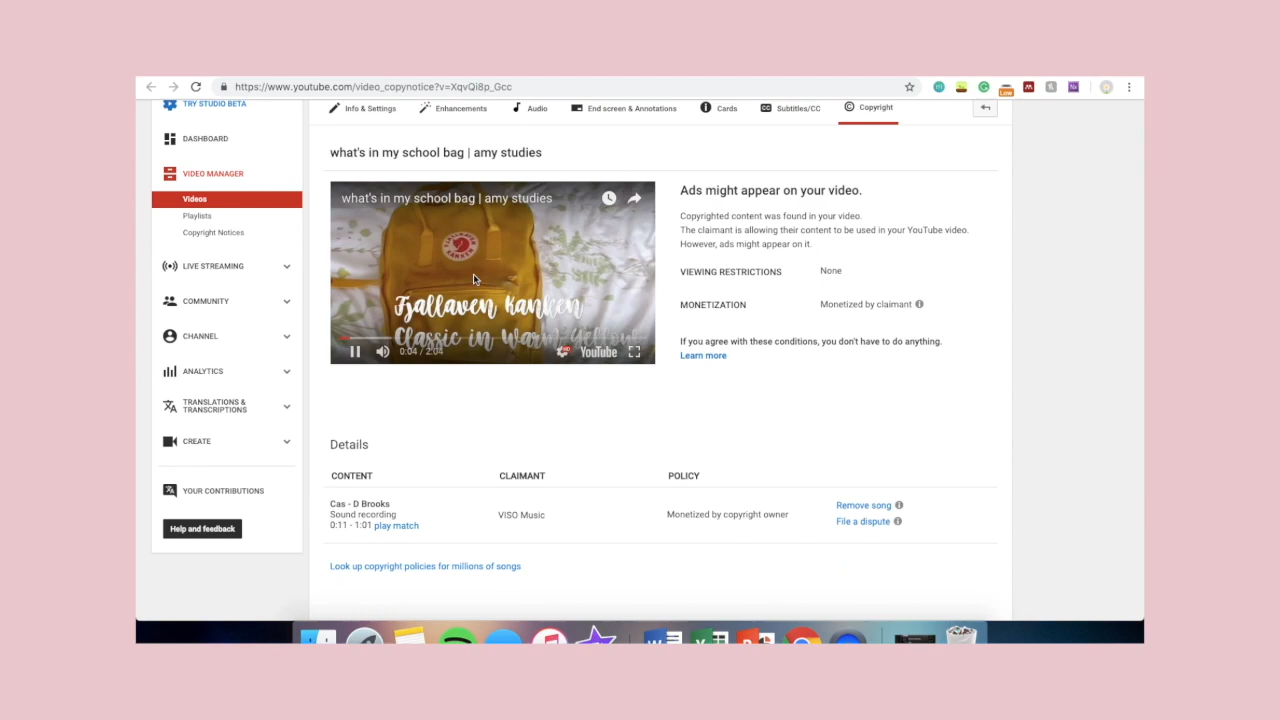 https://www.youtube.com/video_copynotice?v=XqvQi8p_Gcc
Low
TRY STUDIO BETA
DASHBOARD
VIDEO MANAGER
Videos
Playlists
Copyright Notices
LIVE STREAMING
COMMUNITY
CHANNEL
ANALYTICS
TRANSLATIONS &
TRANSCRIPTIONS
CREATE
YOUR CONTRIBUTIONS
Help and feedback
Info & Settings
Enhancements
Audio
End screen & Annotations
Cards
CC Subtitles/CC
© Copyright
what's in my school bag | amy studies
what's in my school bag | amy studies
Fjallaven Kanken
Classic in Warm Yellow
0:04 / 2:04
HD
YouTube
Ads might appear on your video.
Copyrighted content was found in your video.
The claimant is allowing their content to be used in your YouTube video.
However, ads might appear on it.
VIEWING RESTRICTIONS None
MONETIZATION Monetized by claimant
If you agree with these conditions, you don't have to do anything.
Learn more
Details
CONTENT CLAIMANT POLICY
Cas - D Brooks
Sound recording
0:11 - 1:01 play match
VISO Music
Monetized by copyright owner
Remove song
File a dispute
Look up copyright policies for millions of songs